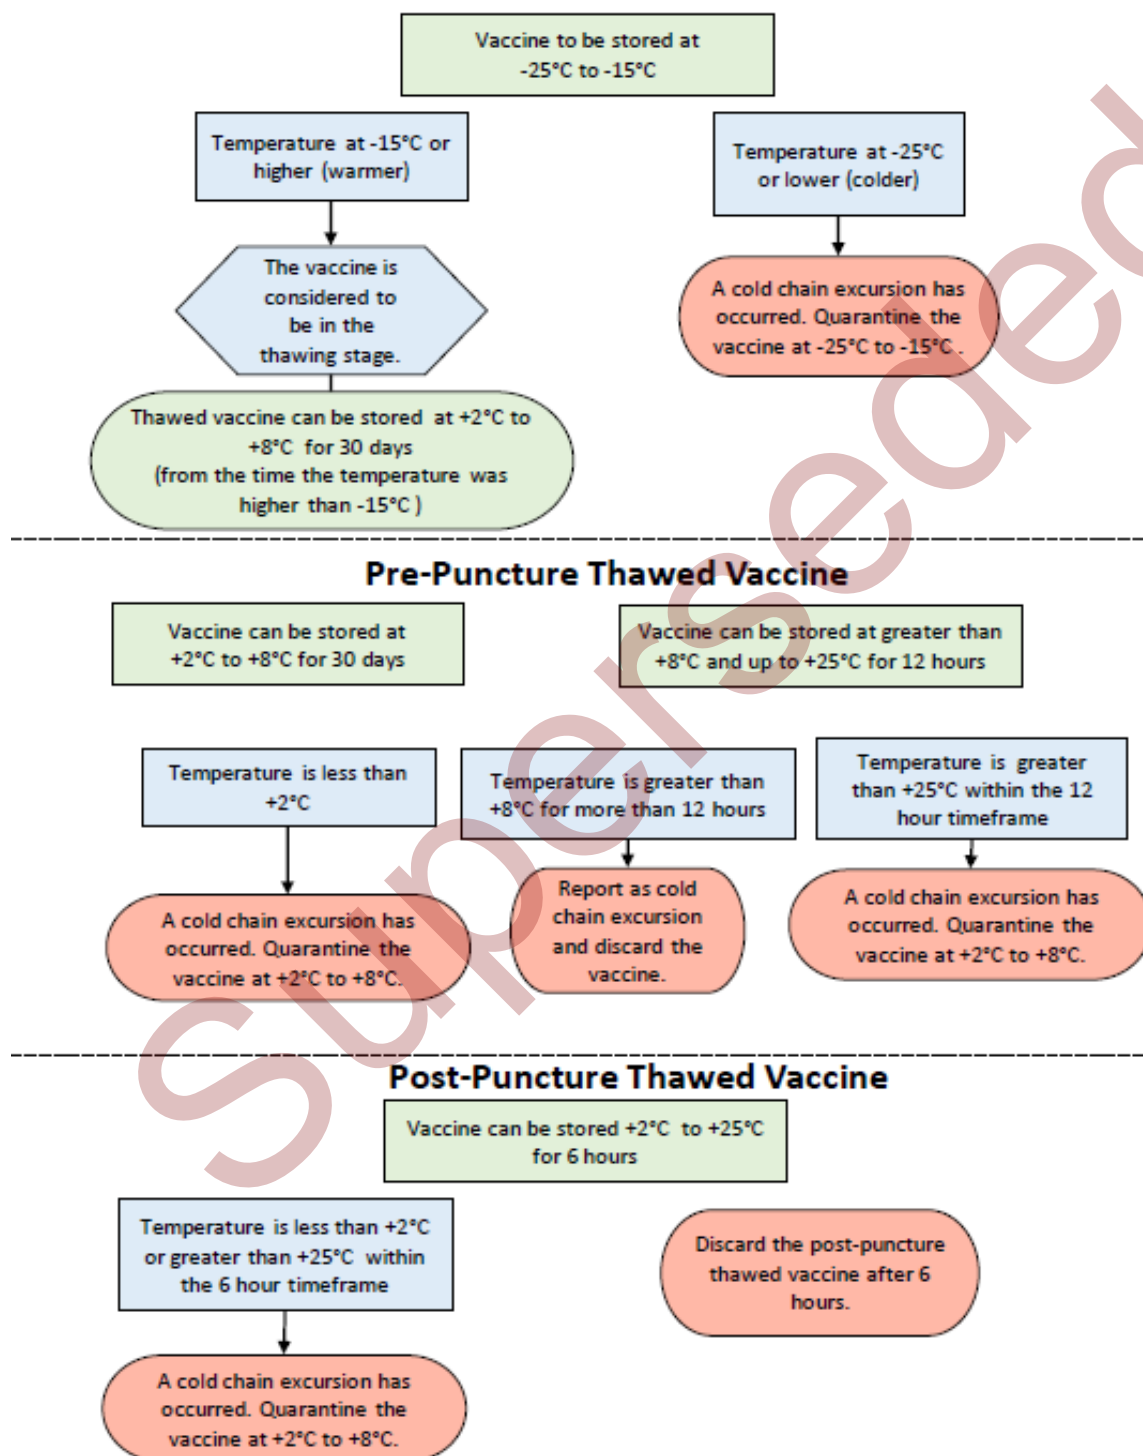 Vaccine to be stored at
-25°C to -15°C
Temperature at -15°C or
higher (warmer)
Temperature at -25°C
or lower (colder)
The vaccine is
considered to
be in the
thawing stage.
A cold chain excursion has
occurred. Quarantine the
vaccine at -25°C to -15°C .
Thawed vaccine can be stored at +2°C to
+8°C for 30 days
(from the time the temperature was
higher than -15°C )
Pre-Puncture Thawed Vaccine
Vaccine can be stored at
+2°C to +8°C for 30 days
Vaccine can be stored at greater than
+8°C and up to +25°C for 12 hours
Temperature is less than
+2°C
Temperature is greater than
+8°C for more than 12 hours
Temperature is greater
than +25°C within the 12
hour timeframe
A cold chain excursion has
occurred. Quarantine the
vaccine at +2°C to +8°C.
Report as cold
chain excursion
and discard the
vaccine.
A cold chain excursion has
occurred. Quarantine the
vaccine at +2°C to +8°C.
Post-Puncture Thawed Vaccine
Vaccine can be stored +2°C to +25°C
for 6 hours
Temperature is less than +2°C
or greater than +25°C within
the 6 hour timeframe
Discard the post-puncture
thawed vaccine after 6
hours.
A cold chain excursion has
occurred. Quarantine the
vaccine at +2°C to +8°C.
Superseded